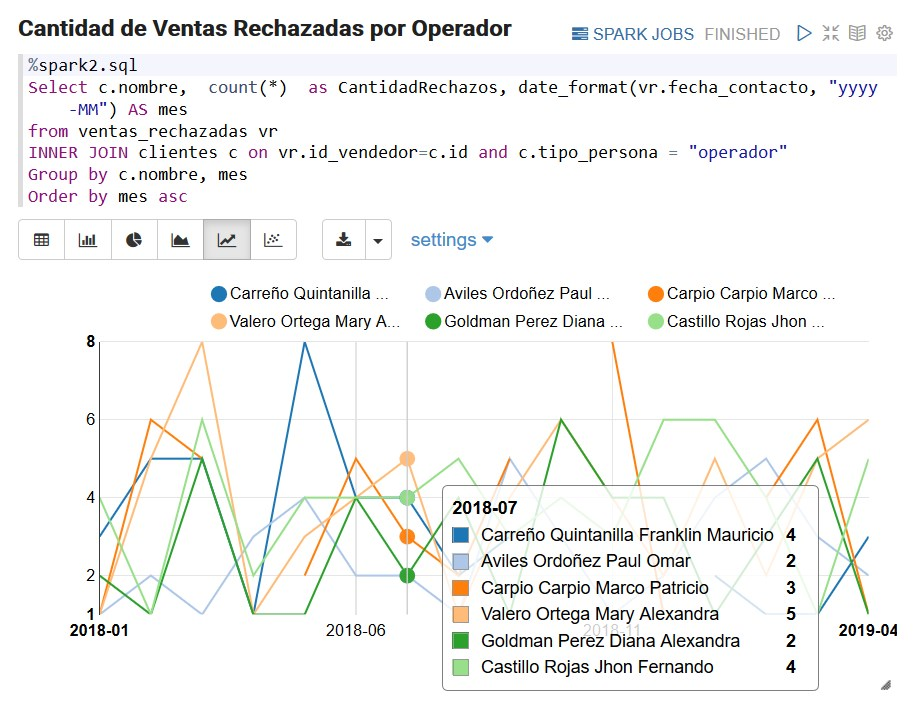 Cantidad de Ventas Rechazadas por Operador
SPARK JOBS FINISHED
%spark2.sql
Select c.nombre,  count(*)  as CantidadRechazos, date_format(vr.fecha_contacto, "yyyy
-MM") AS mes
from ventas_rechazadas vr
INNER JOIN clientes c on vr.id_vendedor=c.id and c.tipo_persona = "operador"
Group by c.nombre, mes
Order by mes asc
settings
Carreño Quintanilla ... Aviles Ordoñez Paul ... Carpio Carpio Marco ...
Valero Ortega Mary A... Goldman Perez Diana ... Castillo Rojas Jhon ...
8
6
4
2
1
2018-01 2018-06 2018-11 2019-04
2018-07
Carreño Quintanilla Franklin Mauricio 4
Aviles Ordoñez Paul Omar 2
Carpio Carpio Marco Patricio 3
Valero Ortega Mary Alexandra 5
Goldman Perez Diana Alexandra 2
Castillo Rojas Jhon Fernando 4